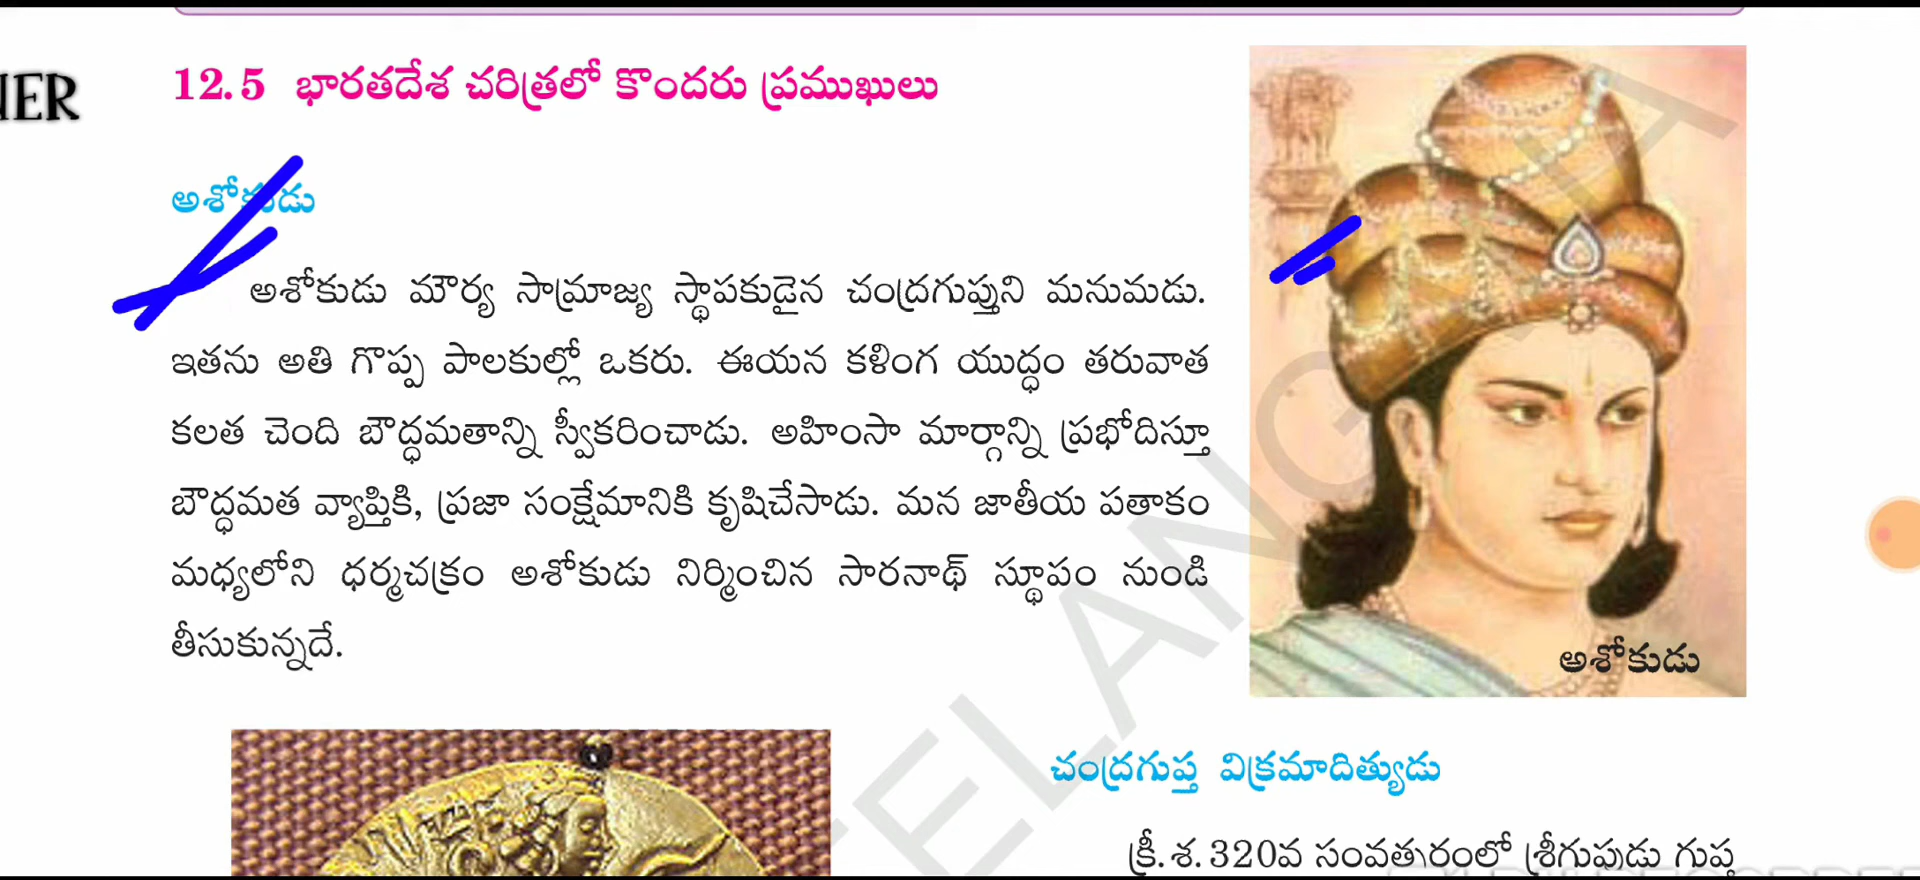 NER
12.5 భారతదేశ చరిత్రలో కొందరు ప్రముఖులు
అశోకుడు
అశోకుడు మౌర్య సామ్రాజ్య స్థాపకుడైన చంద్రగుప్తుని మనుమడు.
ఇతను అతి గొప్ప పాలకుల్లో ఒకరు. ఈయన కళింగ యుద్ధం తరువాత
కలత చెంది బౌద్ధమతాన్ని స్వీకరించాడు. అహింసా మార్గాన్ని ప్రభోదిస్తూ
బౌద్ధమత వ్యాప్తికి, ప్రజా సంక్షేమానికి కృషిచేసాడు. మన జాతీయ పతాకం
మధ్యలోని ధర్మచక్రం అశోకుడు నిర్మించిన సారనాథ్ స్థూపం నుండి
తీసుకున్నదే.
అశోకుడు
చంద్రగుప్త విక్రమాదిత్యుడు
క్రీ.శ.320వ సంవత్సరంలో శ్రీగుప్తుడు గుప్త
TELANGANA